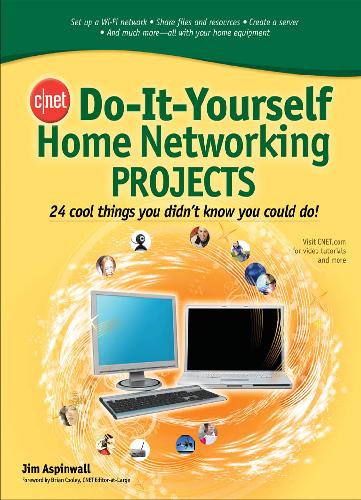 Set up a Wi-Fi network • Share files and resources • Create a server
• And much more—all with your home equipment
c|net
Do-It-Yourself
Home Networking
PROJECTS
24 cool things you didn't know you could do!
Visit CNET.com
for video tutorials
and more
Jim Aspinwall
Foreword by Brian Cooley, CNET Editor-at-Large